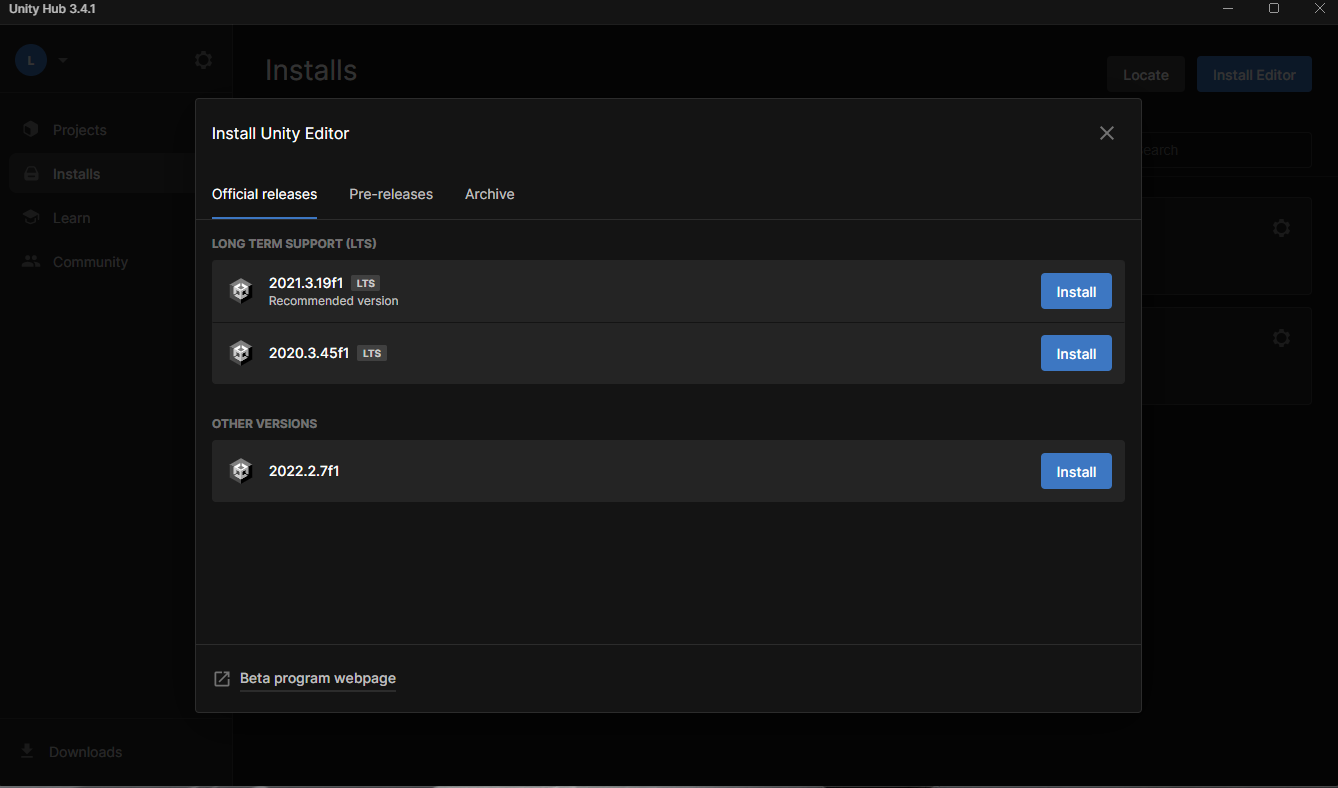 Unity Hub 3.4.1
L
Installs
Locate
Install Editor
Projects
Installs
Learn
Community
earch
Install Unity Editor
Official releases
Pre-releases
Archive
LONG TERM SUPPORT (LTS)
2021.3.19f1 LTS
Recommended version
Install
2020.3.45f1 LTS
Install
OTHER VERSIONS
2022.2.7f1
Install
Beta program webpage
Downloads